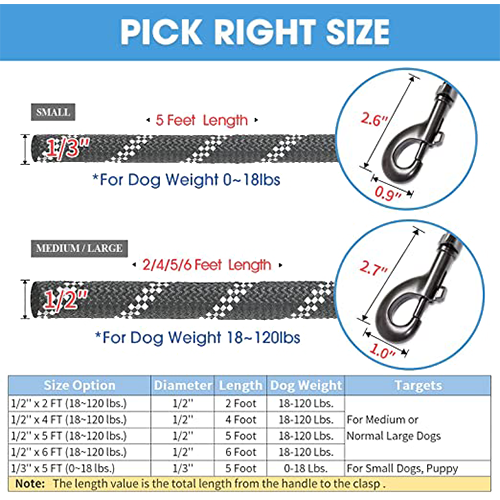 PICK RIGHT SIZE
SMALL
5 Feet Length
1/3"
*For Dog Weight 0~18lbs
2.6"
0.9"
MEDIUM / LARGE
2/4/5/6 Feet Length
1/2"
*For Dog Weight 18~120lbs
2.7"
1.0"
Size Option Diameter Length Dog Weight Targets
1/2'' x 2 FT (18~120 lbs.) 1/2'' 2 Foot 18-120 Lbs.
1/2'' x 4 FT (18~120 lbs.) 1/2'' 4 Foot 18-120 Lbs.
1/2'' x 5 FT (18~120 lbs.) 1/2'' 5 Foot 18-120 Lbs.
1/2'' x 6 FT (18~120 lbs.) 1/2'' 6 Foot 18-120 Lbs.
For Medium or
Normal Large Dogs
1/3'' x 5 FT (0~18 lbs.) 1/3'' 5 Foot 0-18 Lbs. For Small Dogs, Puppy
Note: The length value is the total length from the handle to the clasp .